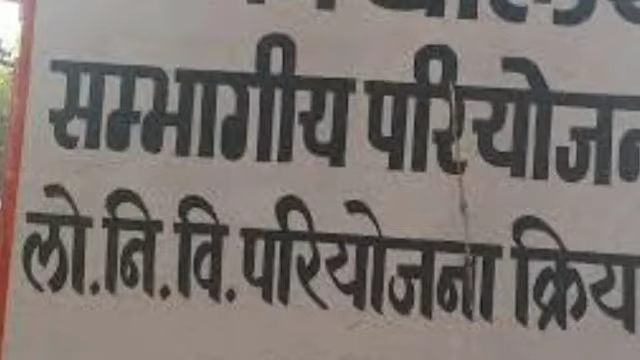 सम्भागीय परियोजन
लो.नि.वि.परियोजना क्रिय